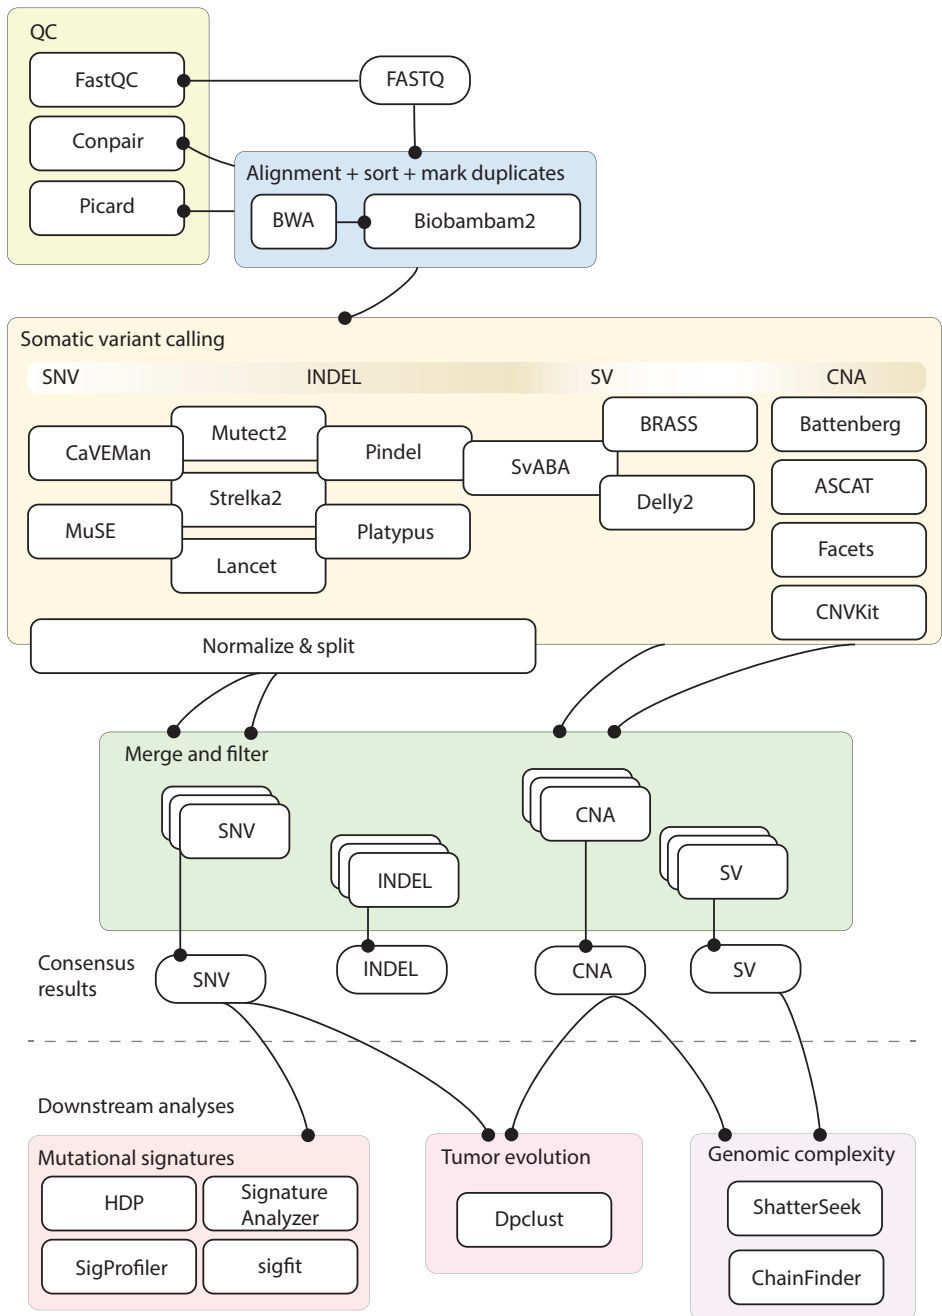 QC
FastQC
FASTQ
Conpair
Picard
Alignment + sort + mark duplicates
BWA
Biobambam2
Somatic variant calling
SNV
INDEL
SV
CNA
CaVEMan
Mutect2
Pindel
SvABA
BRASS
Battenberg
Strelka2
Delly2
ASCAT
MuSE
Platypus
Facets
Lancet
CNVKit
Normalize & split
Merge and filter
SNV
INDEL
CNA
SV
Consensus
results
SNV
INDEL
CNA
SV
Downstream analyses
Mutational signatures
HDP
Signature
Analyzer
SigProfiler
sigfit
Tumor evolution
Dpclust
Genomic complexity
ShatterSeek
ChainFinder